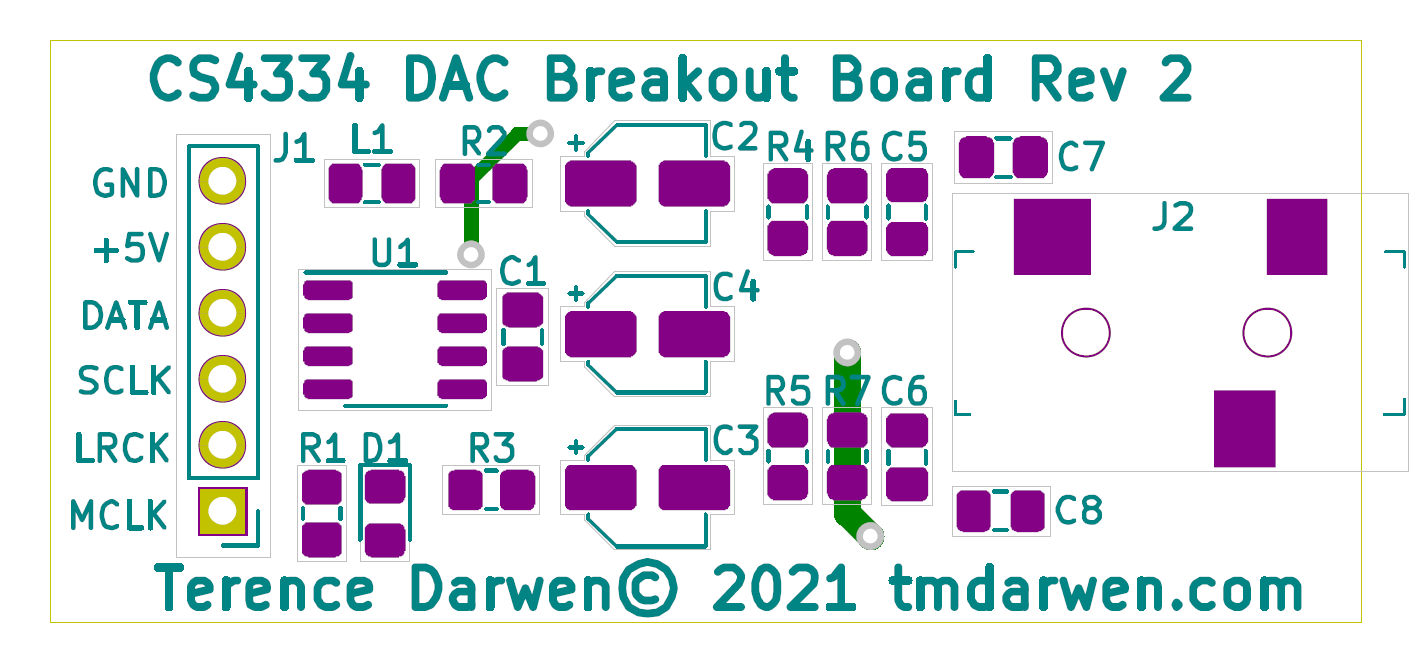 CS4334 DAC Breakout Board Rev 2
J1
L1
R2
+
C2
R4
R6
C5
C7
GND
+5V
DATA
SCLK
LRCK
MCLK
U1
C1
+
C4
J2
R1
D1
R3
+
C3
R5
R7
C6
C8
Terence Darwen© 2021 tmdarwen.com